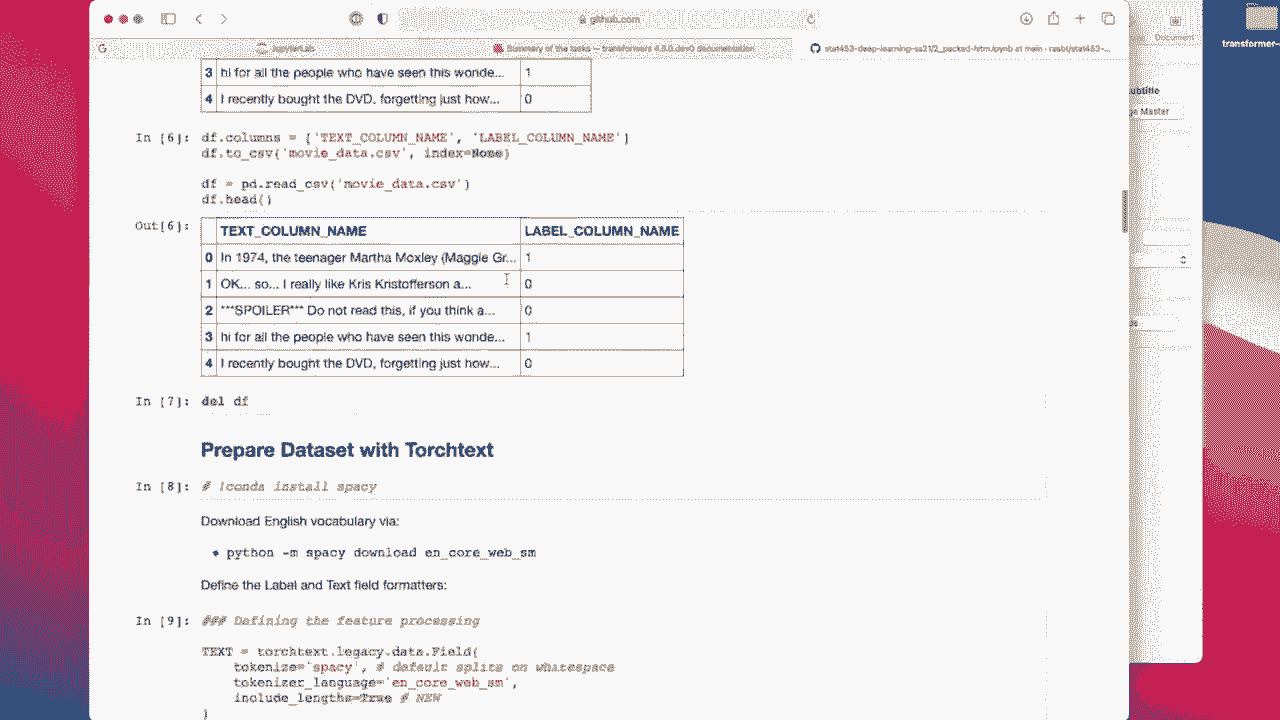 github.com
Document
transformer-
G
JupyterLab
Summary of the tasks — transformers 4.6.0.dev0 documentation
stat453-deep-learning-ss21/2_packed-lstm.ipynb at main · rasbt/stat453-...
ubtitle
Master
3 hi for all the people who have seen this wonde... 1
4 I recently bought the DVD, forgetting just how... 0
In [6]: df.columns = ['TEXT_COLUMN_NAME', 'LABEL_COLUMN_NAME']
df.to_csv('movie_data.csv', index=None)
df = pd.read_csv('movie_data.csv')
df.head()
Out[6]:
TEXT_COLUMN_NAME LABEL_COLUMN_NAME
0 In 1974, the teenager Martha Moxley (Maggie Gr... 1
1 OK... so... I really like Kris Kristofferson a... 0
2 ***SPOILER*** Do not read this, if you think a... 0
3 hi for all the people who have seen this wonde... 1
4 I recently bought the DVD, forgetting just how... 0
In [7]: del df
Prepare Dataset with Torchtext
In [8]: # !conda install spacy
Download English vocabulary via:
• python -m spacy download en_core_web_sm
Define the Label and Text field formatters:
In [9]: ### Defining the feature processing
TEXT = torchtext.legacy.data.Field(
tokenize='spacy', # default splits on whitespace
tokenizer_language='en_core_web_sm',
include_lengths=True # NEW
)